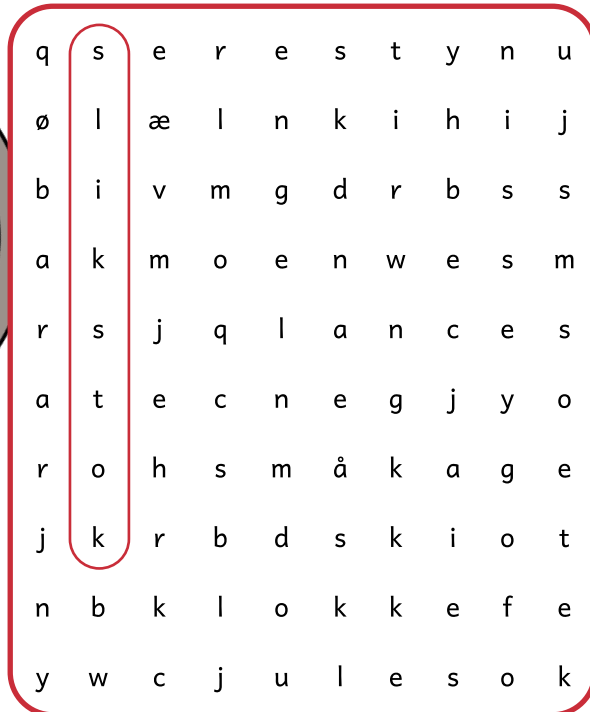 q s e r e s t y n u
ø l æ l n k i h i j
b i v m g d r b s s
a k m o e n w e s m
r s j q l a n c e s
a t e c n e g j y o
r o h s m å k a g e
j k r b d s k i o t
n b k l o k k e f e
y w c j u l e s o k